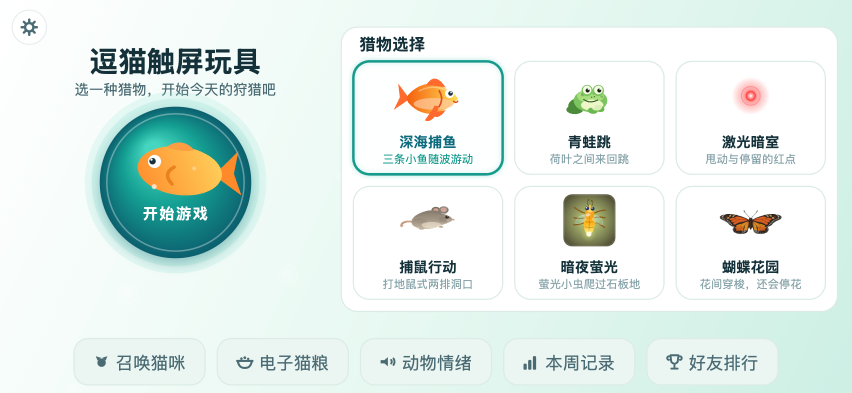 逗猫触屏玩具
选一种猎物，开始今天的狩猎吧
开始游戏
猎物选择
深海捕鱼
三条小鱼随波游动
青蛙跳
荷叶之间来回跳
激光暗室
甩动与停留的红点
捕鼠行动
打地鼠式两排洞口
暗夜萤光
萤光小虫爬过石板地
蝴蝶花园
花间穿梭，还会停花
召唤猫咪
电子猫粮
动物情绪
本周记录
好友排行